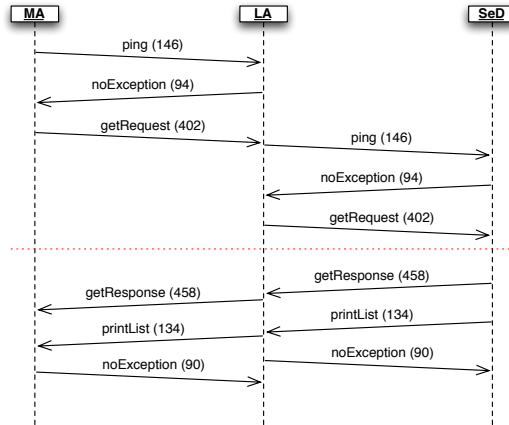 MA
LA
SeD
ping (146)
noException (94)
getRequest (402)
ping (146)
noException (94)
getRequest (402)
getResponse (458)
getResponse (458)
printList (134)
printList (134)
noException (90)
noException (90)